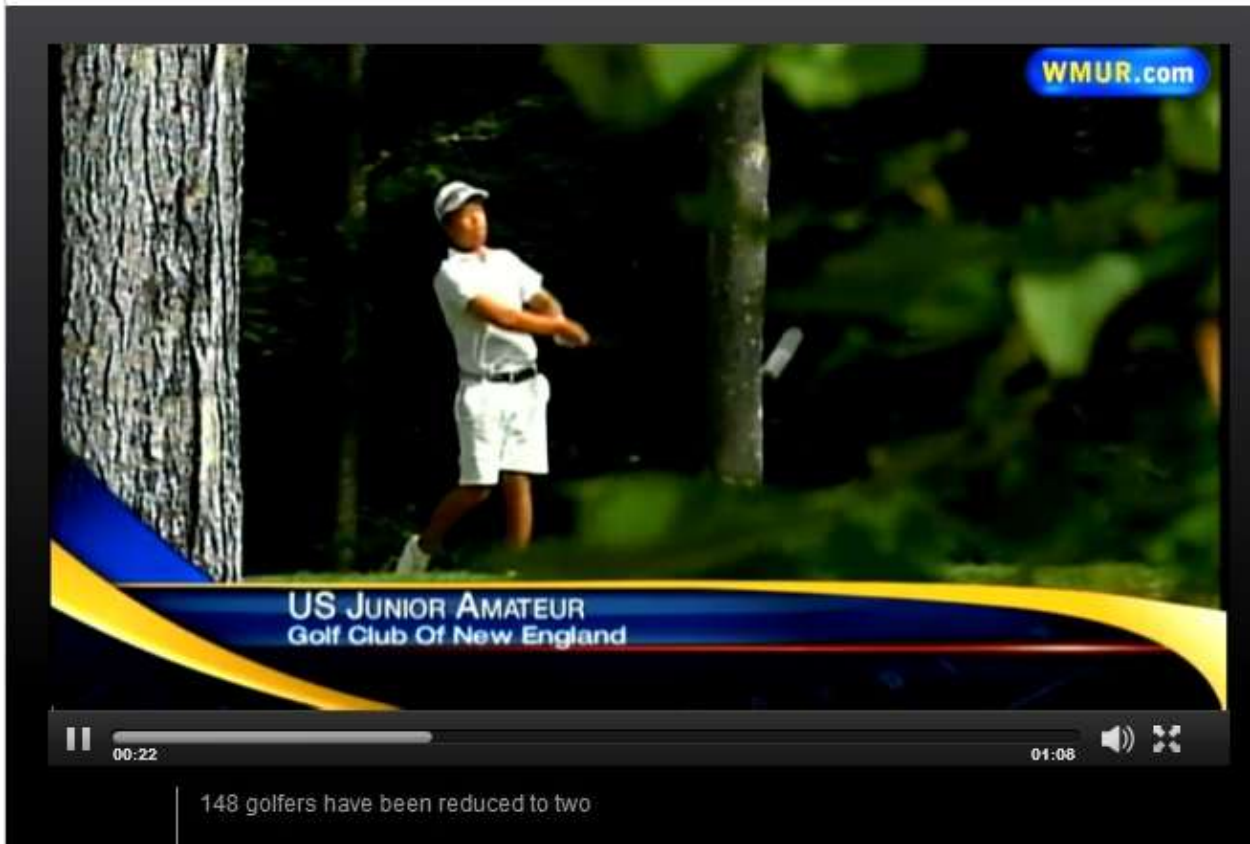 WMUR.com
US JUNIOR AMATEUR
Golf Club Of New England
00:22
01:08
148 golfers have been reduced to two